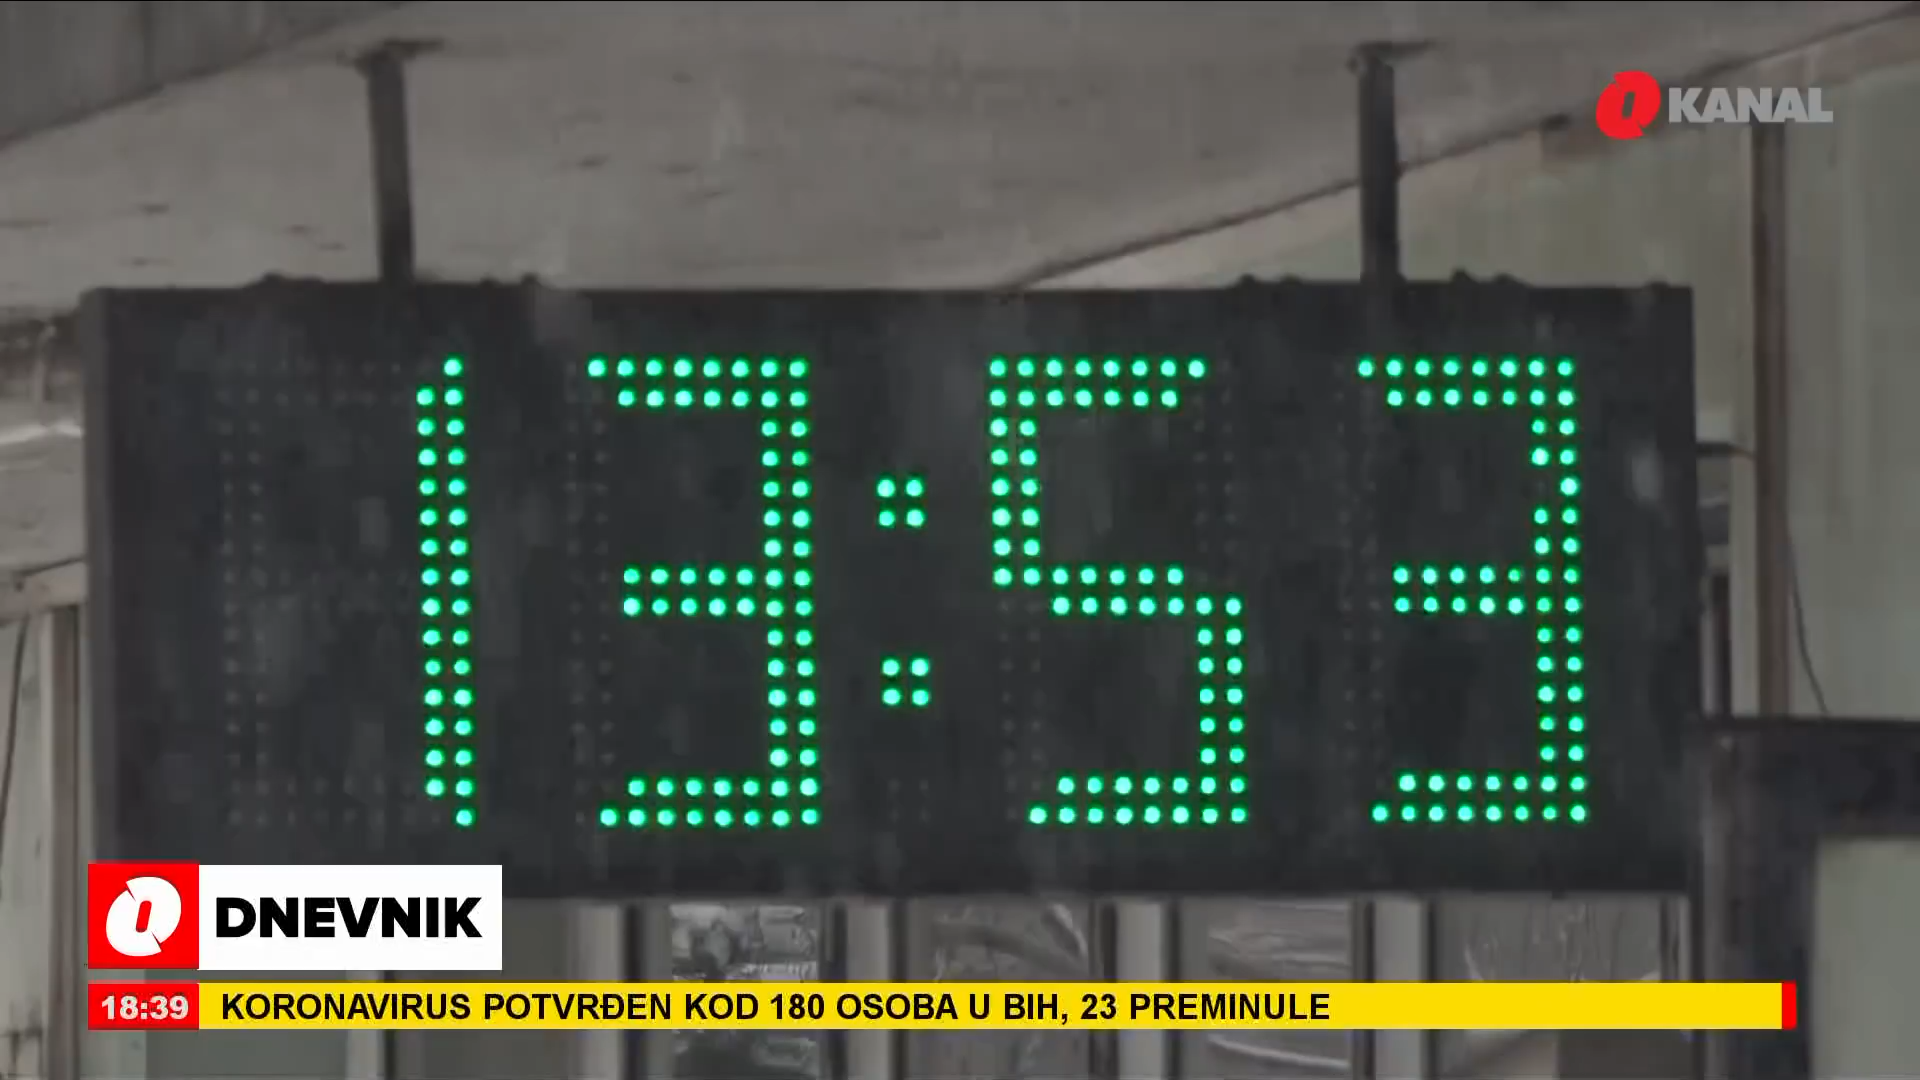 Q KANAL
13:53
Q DNEVNIK
18:39 KORONAVIRUS POTVRĐEN KOD 180 OSOBA U BIH, 23 PREMINULE